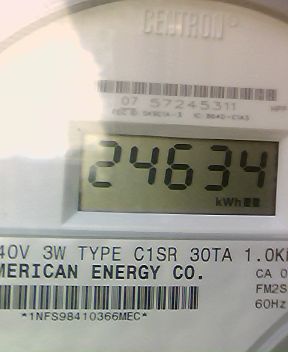 CENTRON®
07 57245311
24634
kWh
40V 3W TYPE C1SR 30TA 1.0K
MERICAN ENERGY CO.
CA 0
FM2S
60Hz
*1NFS98410366MEC*